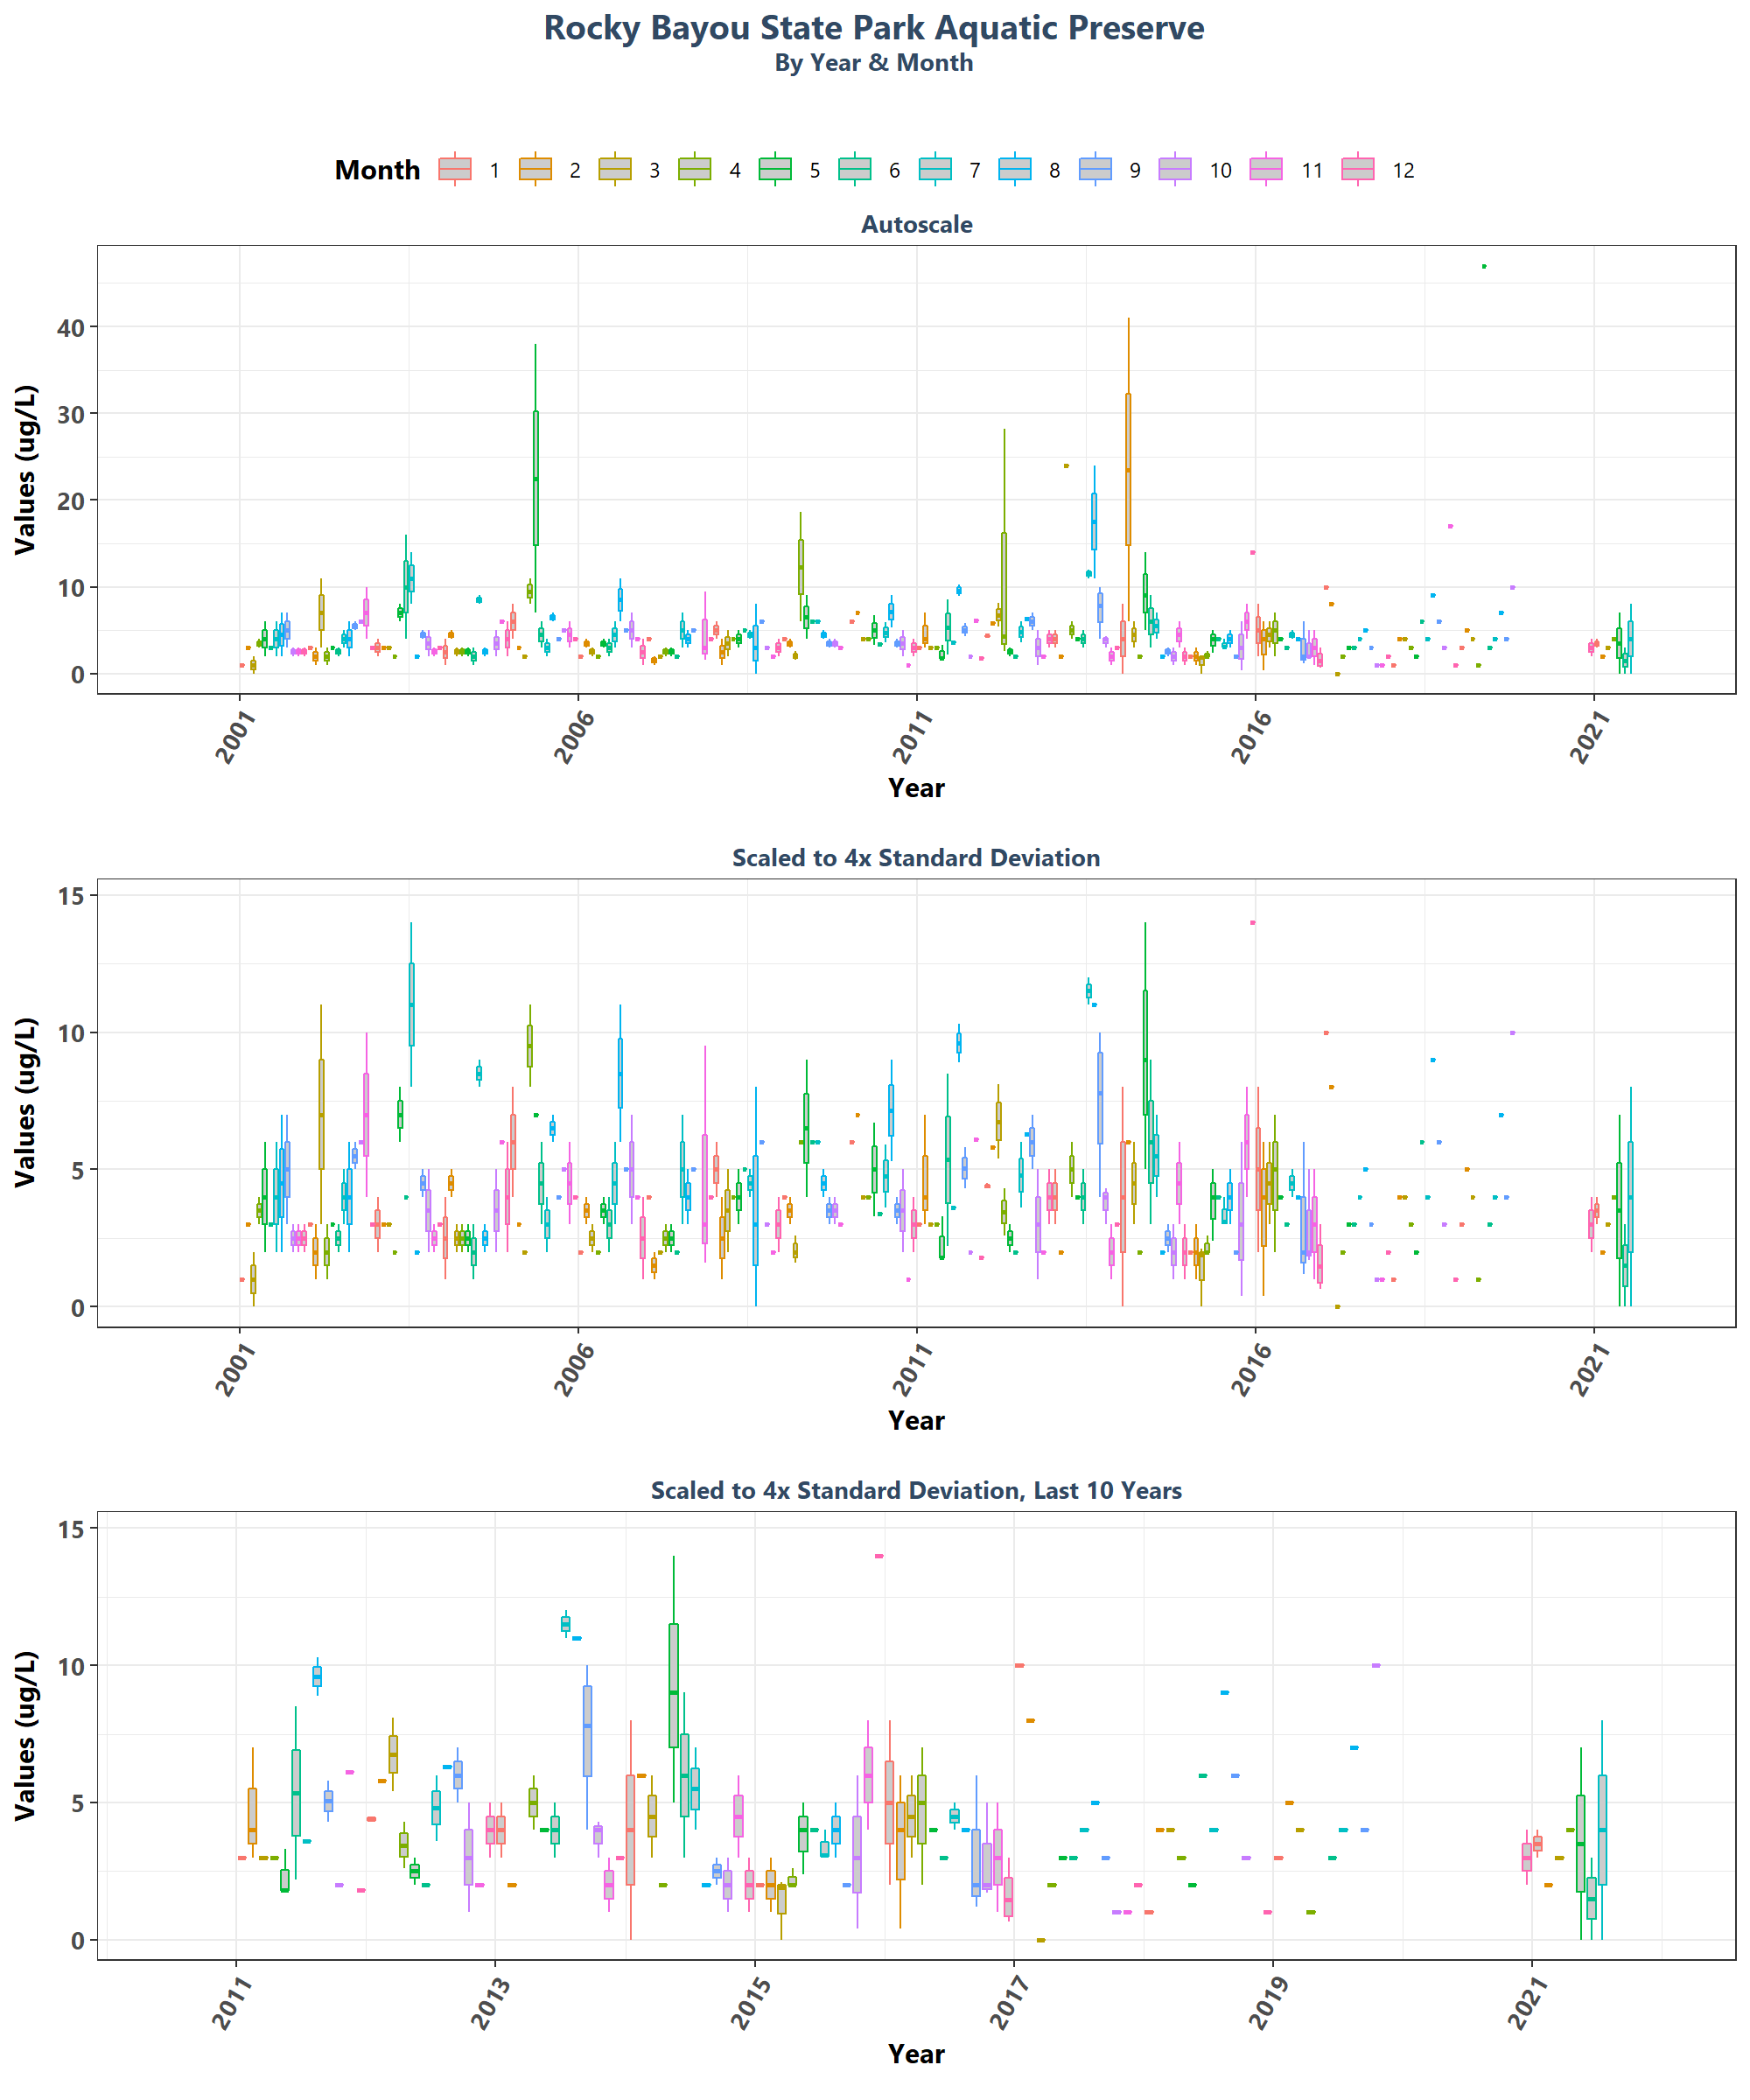 Rocky Bayou State Park Aquatic Preserve
By Year & Month
Month 1 2 3 4 5 6 7 8 9 10 11 12
Autoscale
40
30
20
10
0
Values (ug/L)
2001 2006 2011 2016 2021
Year
Scaled to 4x Standard Deviation
15
10
5
0
Values (ug/L)
2001 2006 2011 2016 2021
Year
Scaled to 4x Standard Deviation, Last 10 Years
15
10
5
0
Values (ug/L)
2011 2013 2015 2017 2019 2021
Year